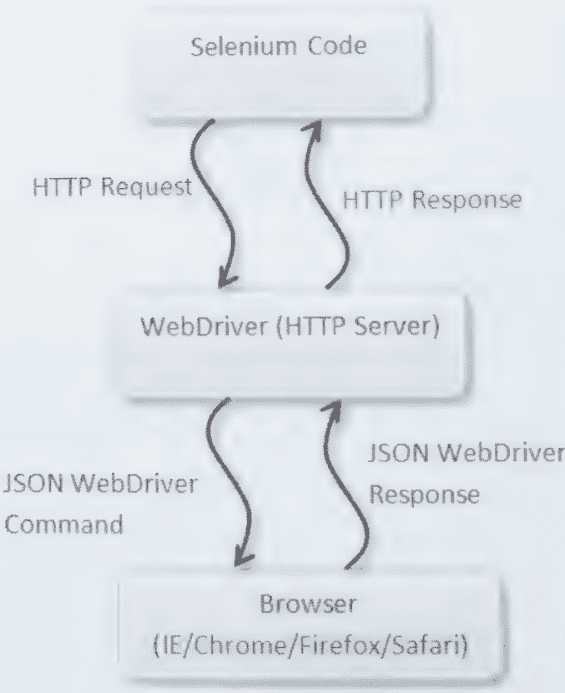 Selenium Code
HTTP Request
HTTP Response
WebDriver (HTTP Server)
JSON WebDriver
Command
JSON WebDriver
Response
Browser
(IE/Chrome/Firefox/Safari)